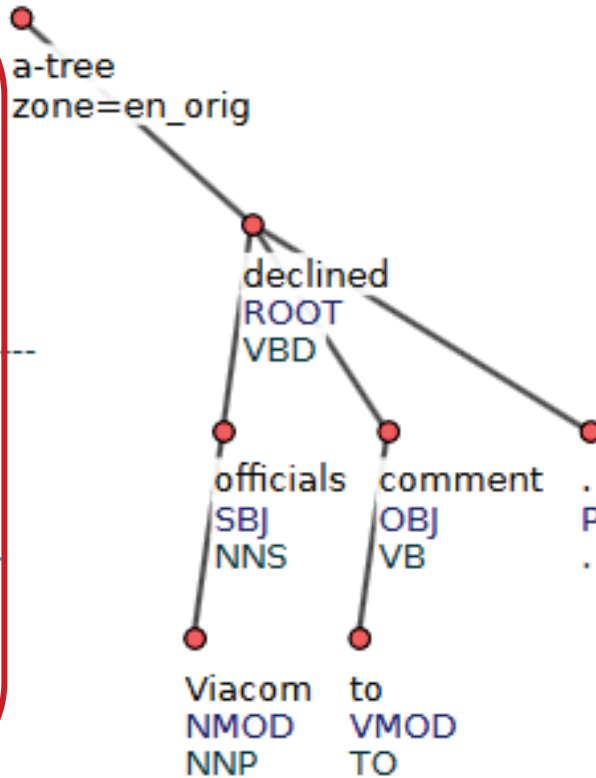 a-tree
zone=en_orig
declined
ROOT
VBD
officials
SBJ
NNS
comment
OBJ
VB
.
P
.
Viacom
NMOD
NNP
to
VMOD
TO